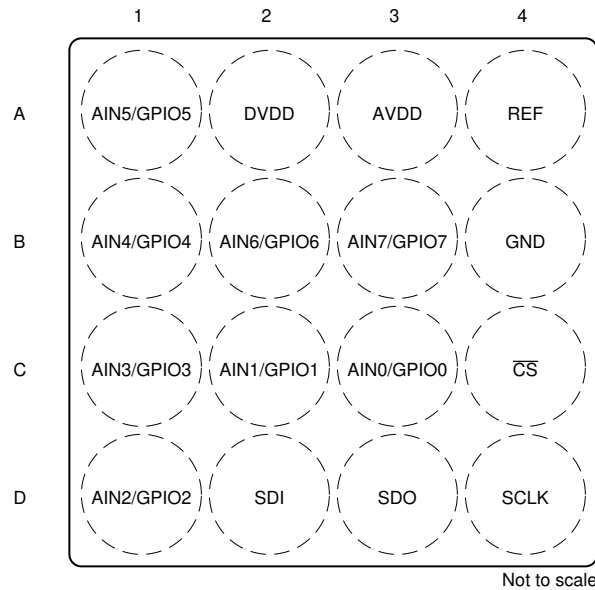 1 2 3 4
A AIN5/GPIO5 DVDD AVDD REF
B AIN4/GPIO4 AIN6/GPIO6 AIN7/GPIO7 GND
C AIN3/GPIO3 AIN1/GPIO1 AIN0/GPIO0 C̅S̅
D AIN2/GPIO2 SDI SDO SCLK
Not to scale